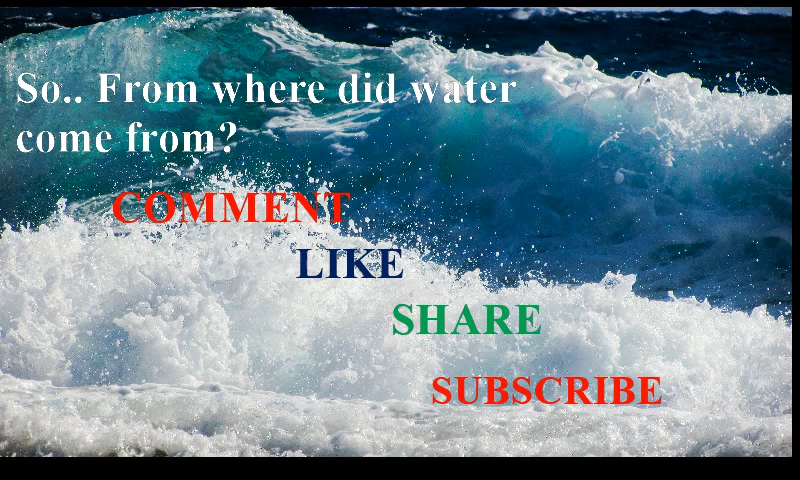 So.. From where did water
come from?
COMMENT
LIKE
SHARE
SUBSCRIBE